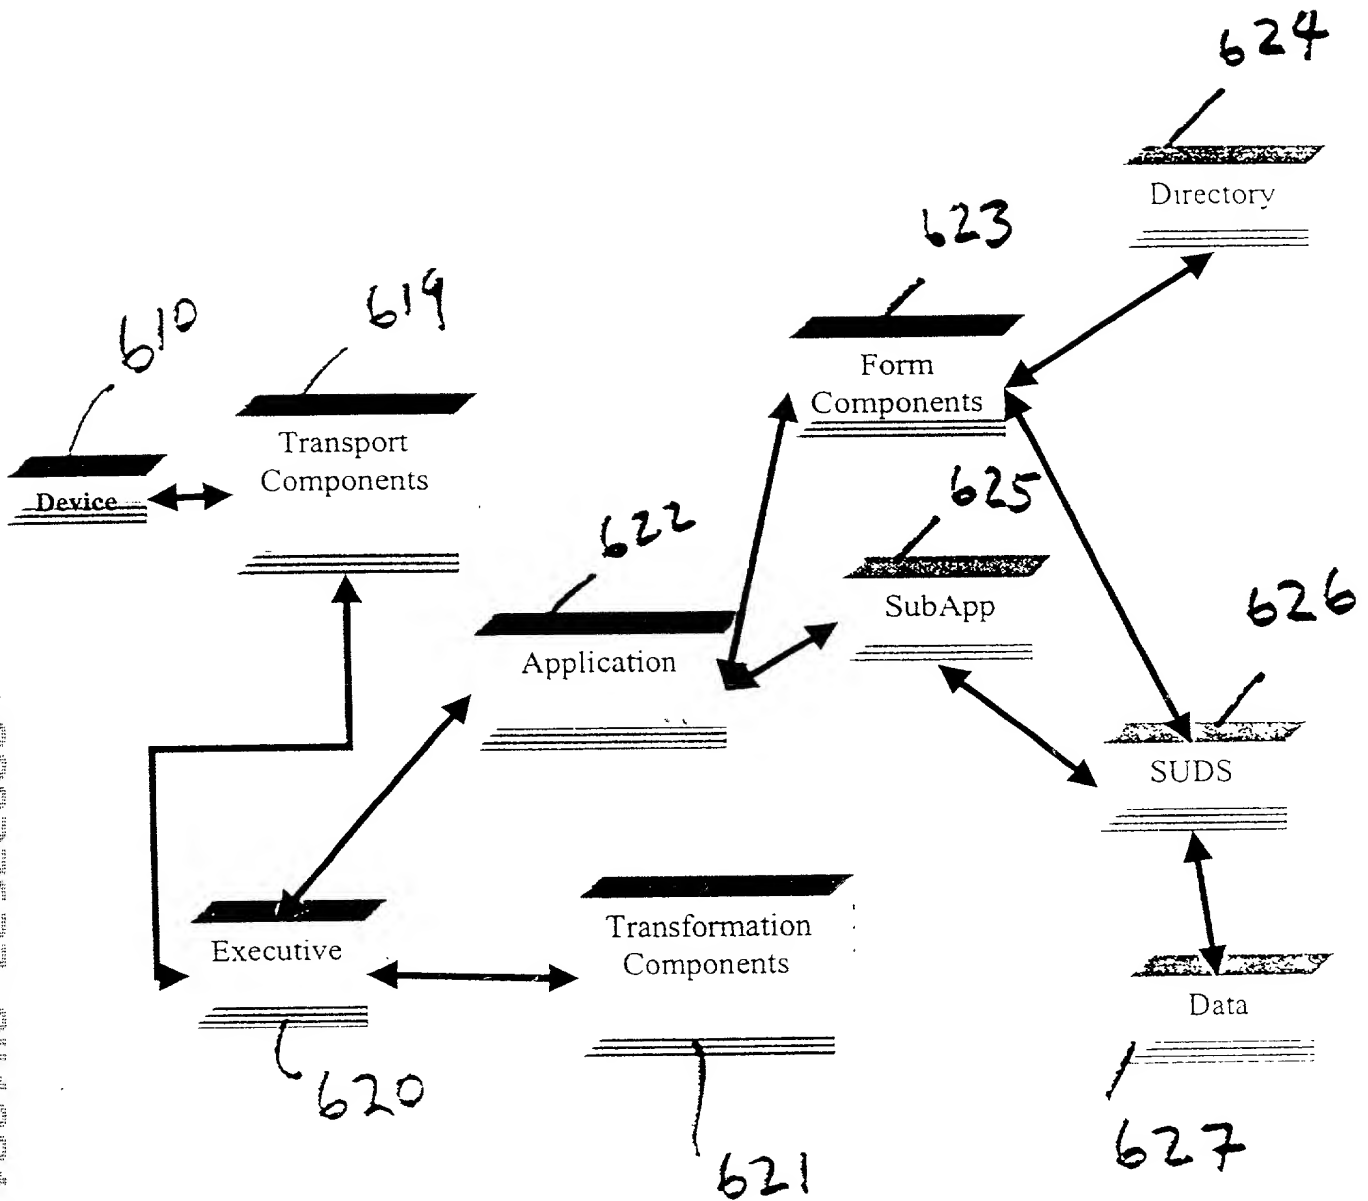 624
Directory
623
Form
Components
610
619
Transport
Components
Device
625
SubApp
622
Application
626
SUDS
Executive
620
Transformation
Components
621
Data
627